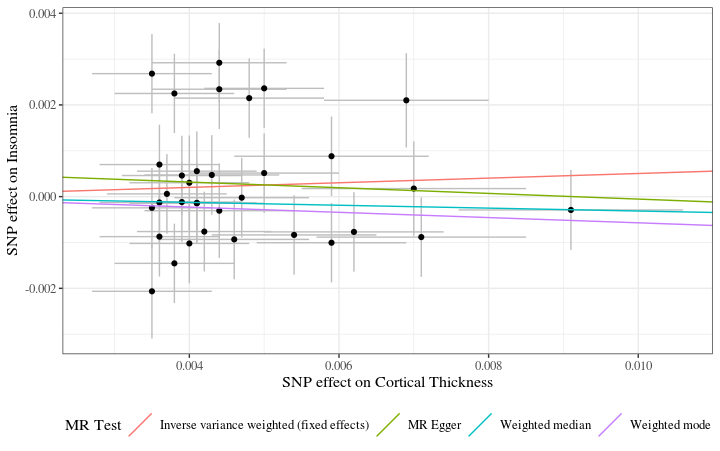 0.004
0.002
0.000
-0.002
SNP effect on Insomnia
0.004 0.006 0.008 0.010
SNP effect on Cortical Thickness
MR Test Inverse variance weighted (fixed effects) MR Egger Weighted median Weighted mode